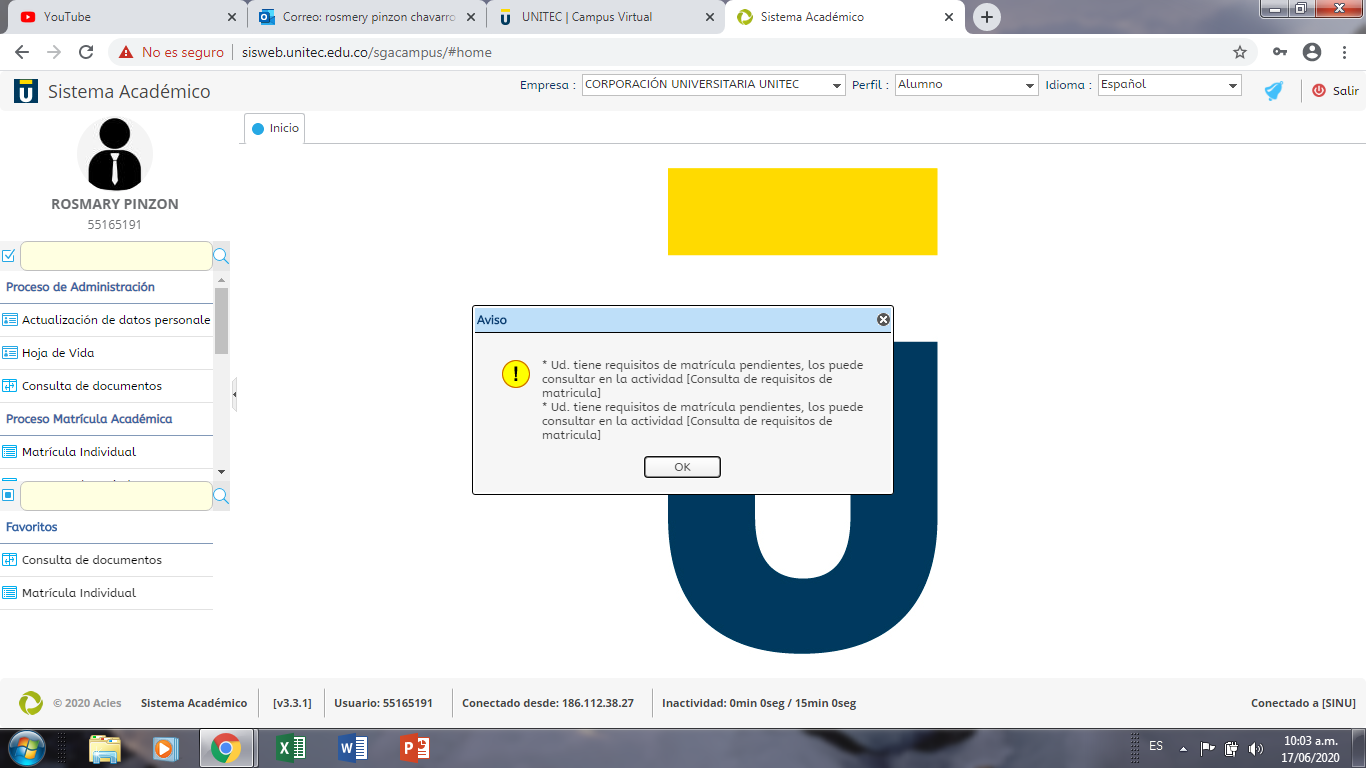 YouTube
Correo: rosmery pinzon chavarro
UNITEC | Campus Virtual
Sistema Académico
No es seguro
sisweb.unitec.edu.co/sgacampus/#home
Sistema Académico
Empresa : CORPORACIÓN UNIVERSITARIA UNITEC Perfil : Alumno Idioma : Español Salir
Inicio
ROSMARY PINZON
55165191
Proceso de Administración
Actualización de datos personale
Hoja de Vida
Consulta de documentos
Proceso Matrícula Académica
Matrícula Individual
Favoritos
Consulta de documentos
Matrícula Individual
Aviso
* Ud. tiene requisitos de matrícula pendientes, los puede
consultar en la actividad [Consulta de requisitos de
matricula]
* Ud. tiene requisitos de matrícula pendientes, los puede
consultar en la actividad [Consulta de requisitos de
matricula]
OK
© 2020 Acies Sistema Académico [v3.3.1] Usuario: 55165191 Conectado desde: 186.112.38.27 Inactividad: 0min 0seg / 15min 0seg Conectado a [SINU]
ES
10:03 a.m.
17/06/2020